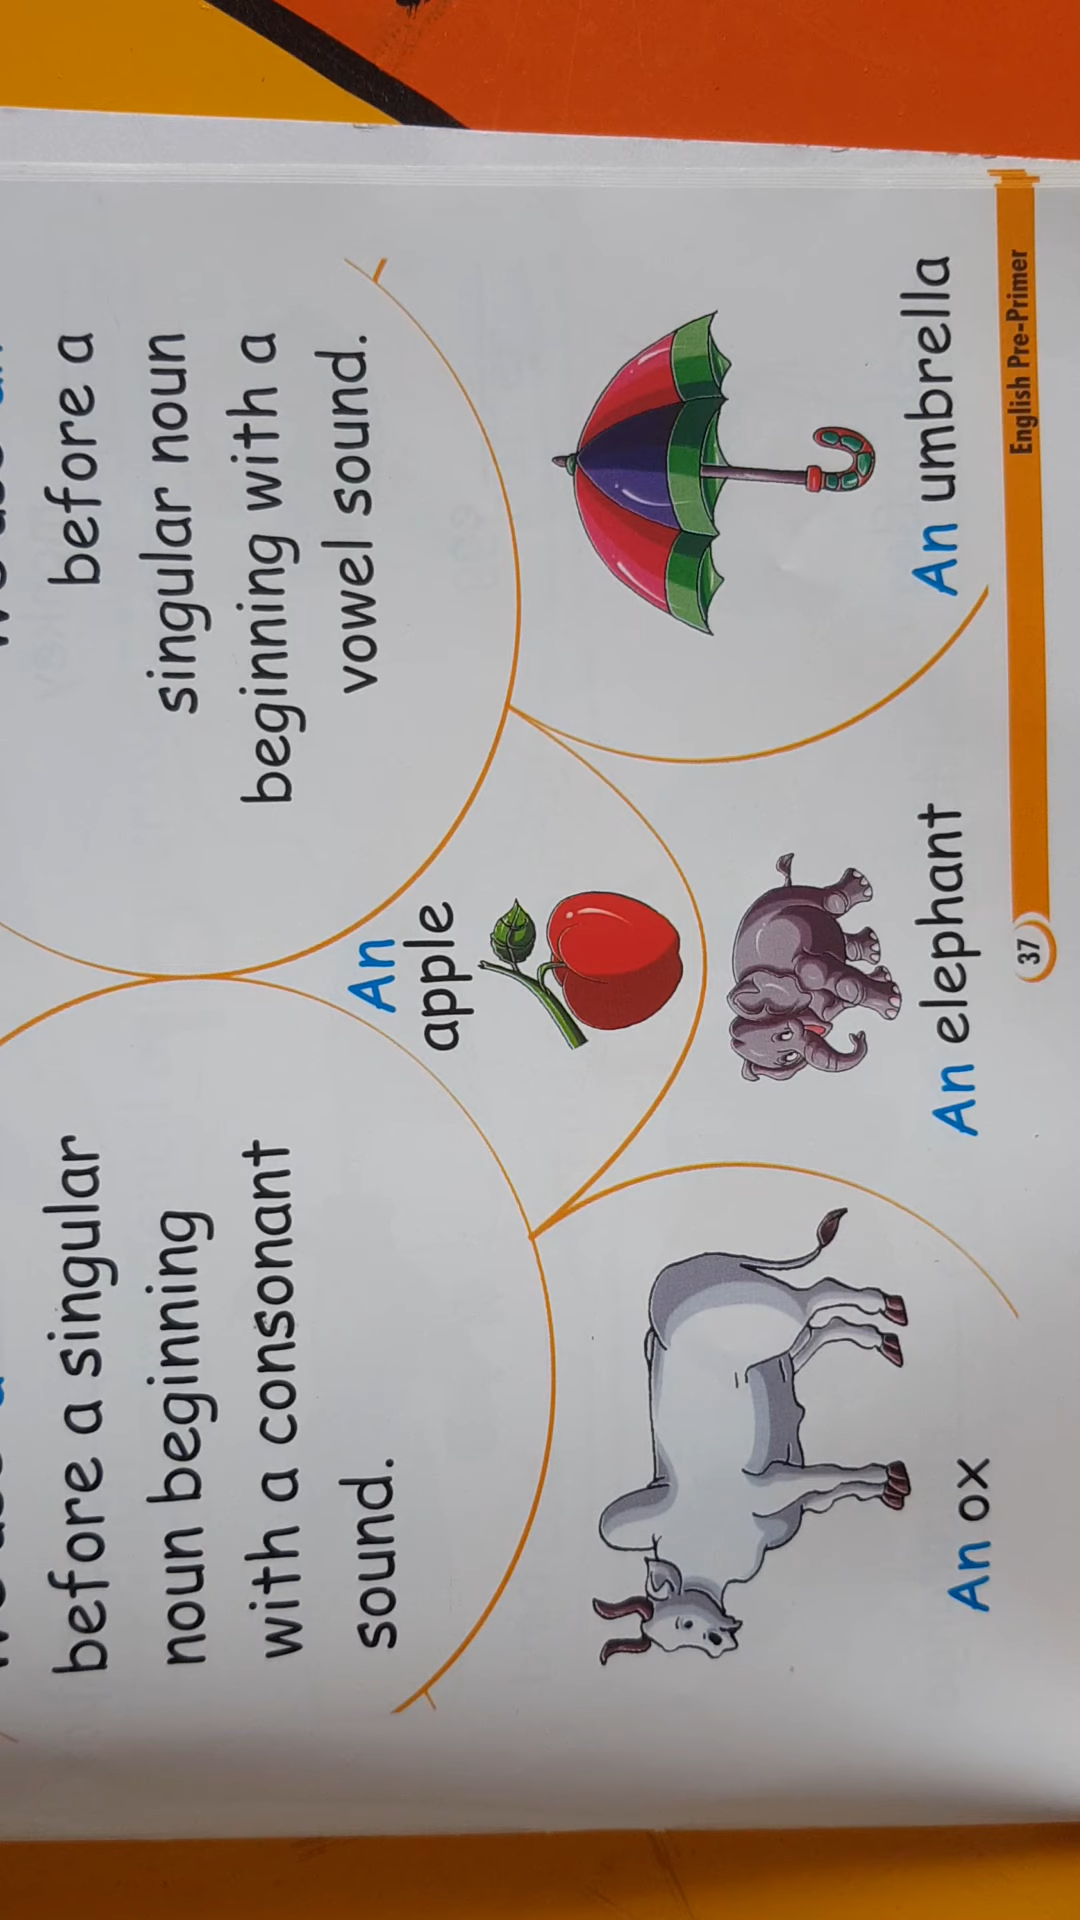 before a singular
noun beginning
with a consonant
sound.
before a
singular noun
beginning with a
vowel sound.
An
apple
An ox
An elephant
An umbrella
37
English Pre-Primer